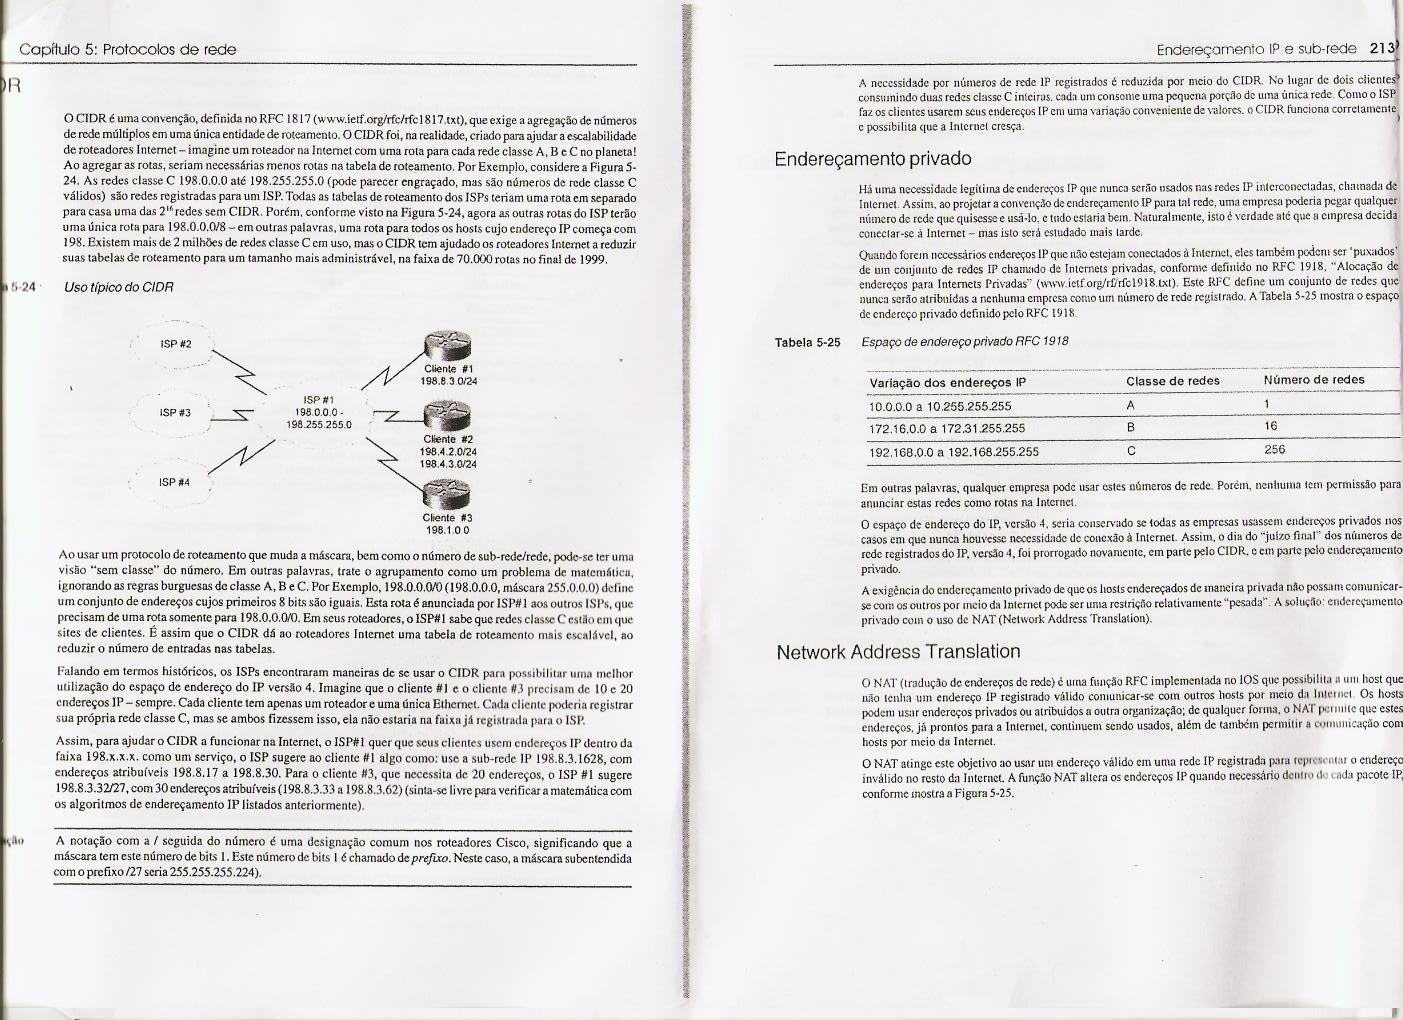 Capítulo 5: Protocolos de rede
O CIDR é uma convenção, definida no RFC 1817 (www.ietf.org/rfc/rfc1817.txt), que exige a agregação de números
de rede múltiplos em uma única entidade de roteamento. O CIDR foi, na realidade, criado para ajudar a escalabilidade
de roteadores Internet – imagine um roteador na Internet com uma rota para cada rede classe A, B e C no planeta!
Ao agregar as rotas, seriam necessárias menos rotas na tabela de roteamento. Por Exemplo, considere a Figura 5-
24. As redes classe C 198.0.0.0 até 198.255.255.0 (pode parecer engraçado, mas são números de rede classe C
válidos) são redes registradas para um ISP. Todas as tabelas de roteamento dos ISPs teriam uma rota em separado
para casa uma das 2¹⁶ redes sem CIDR. Porém, conforme visto na Figura 5-24, agora as outras rotas do ISP terão
uma única rota para 198.0.0.0/8 – em outras palavras, uma rota para todos os hosts cujo endereço IP começa com
198. Existem mais de 2 milhões de redes classe C em uso, mas o CIDR tem ajudado os roteadores Internet a reduzir
suas tabelas de roteamento para um tamanho mais administrável, na faixa de 70.000 rotas no final de 1999.
5-24
Uso típico do CIDR
ISP #2
ISP #3
ISP #4
ISP #1
198.0.0.0 -
198.255.255.0
Cliente #1
198.8.3.0/24
Cliente #2
198.4.2.0/24
198.4.3.0/24
Cliente #3
198.1.0.0
Ao usar um protocolo de roteamento que muda a máscara, bem como o número de sub-rede/rede, pode-se ter uma
visão "sem classe" do número. Em outras palavras, trate o agrupamento como um problema de matemática,
ignorando as regras burguesas de classe A, B e C. Por Exemplo, 198.0.0.0/0 (198.0.0.0, máscara 255.0.0.0) define
um conjunto de endereços cujos primeiros 8 bits são iguais. Esta rota é anunciada por ISP#1 aos outros ISPs, que
precisam de uma rota somente para 198.0.0.0/0. Em seus roteadores, o ISP#1 sabe que redes classe C estão em que
sites de clientes. É assim que o CIDR dá ao roteadores Internet uma tabela de roteamento mais escalável, ao
reduzir o número de entradas nas tabelas.
Falando em termos históricos, os ISPs encontraram maneiras de se usar o CIDR para possibilitar uma melhor
utilização do espaço de endereço do IP versão 4. Imagine que o cliente #1 e o cliente #3 precisam de 10 e 20
endereços IP – sempre. Cada cliente tem apenas um roteador e uma única Ethernet. Cada cliente poderia registrar
sua própria rede classe C, mas se ambos fizessem isso, ela não estaria na faixa já registrada para o ISP.
Assim, para ajudar o CIDR a funcionar na Internet, o ISP#1 quer que seus clientes usem endereços IP dentro da
faixa 198.x.x.x. como um serviço, o ISP sugere ao cliente #1 algo como: use a sub-rede IP 198.8.3.1628, com
endereços atribuíveis 198.8.17 a 198.8.30. Para o cliente #3, que necessita de 20 endereços, o ISP #1 sugere
198.8.3.32/27, com 30 endereços atribuíveis (198.8.3.33 a 198.8.3.62) (sinta-se livre para verificar a matemática com
os algoritmos de endereçamento IP listados anteriormente).
A notação com a / seguida do número é uma designação comum nos roteadores Cisco, significando que a
máscara tem este número de bits 1. Este número de bits 1 é chamado de prefixo. Neste caso, a máscara subentendida
com o prefixo /27 seria 255.255.255.224).
Endereçamento IP e sub-rede 213
A necessidade por números de rede IP registrados é reduzida por meio do CIDR. No lugar de dois clientes
consumindo duas redes classe C inteiras, cada um consome uma pequena porção de uma única rede. Como o ISP
faz os clientes usarem seus endereços IP em uma variação conveniente de valores, o CIDR funciona corretamente
e possibilita que a Internet cresça.
Endereçamento privado
Há uma necessidade legítima de endereços IP que nunca serão usados nas redes IP interconectadas, chamada de
Internet. Assim, ao projetar a convenção de endereçamento IP para tal rede, uma empresa poderia pegar qualquer
número de rede que quisesse e usá-lo, e tudo estaria bem. Naturalmente, isto é verdade até que a empresa decida
conectar-se à Internet – mas isto será estudado mais tarde.
Quando forem necessários endereços IP que não estejam conectados à Internet, eles também podem ser 'puxados'
de um conjunto de redes IP chamado de Internets privadas, conforme definido no RFC 1918, "Alocação de
endereços para Internets Privadas" (www.ietf.org/rf/rfc1918.txt). Este RFC define um conjunto de redes que
nunca serão atribuídas a nenhuma empresa como um número de rede registrado. A Tabela 5-25 mostra o espaço
de endereço privado definido pelo RFC 1918.
Tabela 5-25 Espaço de endereço privado RFC 1918
Variação dos endereços IP Classe de redes Número de redes
10.0.0.0 a 10.255.255.255 A 1
172.16.0.0 a 172.31.255.255 B 16
192.168.0.0 a 192.168.255.255 C 256
Em outras palavras, qualquer empresa pode usar estes números de rede. Porém, nenhuma tem permissão para
anunciar estas redes como rotas na Internet.
O espaço de endereço do IP, versão 4, seria conservado se todas as empresas usassem endereços privados nos
casos em que nunca houvesse necessidade de conexão à Internet. Assim, o dia do "juízo final" dos números de
rede registrados do IP, versão 4, foi prorrogado novamente, em parte pelo CIDR, e em parte pelo endereçamento
privado.
A exigência do endereçamento privado de que os hosts endereçados de maneira privada não possam comunicar-
se com os outros por meio da Internet pode ser uma restrição relativamente "pesada". A solução: endereçamento
privado com o uso de NAT (Network Address Translation).
Network Address Translation
O NAT (tradução de endereços de rede) é uma função RFC implementada no IOS que possibilita a um host que
não tenha um endereço IP registrado válido comunicar-se com outros hosts por meio da Internet. Os hosts
podem usar endereços privados ou atribuídos a outra organização; de qualquer forma, o NAT permite que estes
endereços, já prontos para a Internet, continuem sendo usados, além de também permitir a comunicação com
hosts por meio da Internet.
O NAT atinge este objetivo ao usar um endereço válido em uma rede IP registrada para representar o endereço
inválido no resto da Internet. A função NAT altera os endereços IP quando necessário dentro de cada pacote IP,
conforme mostra a Figura 5-25.